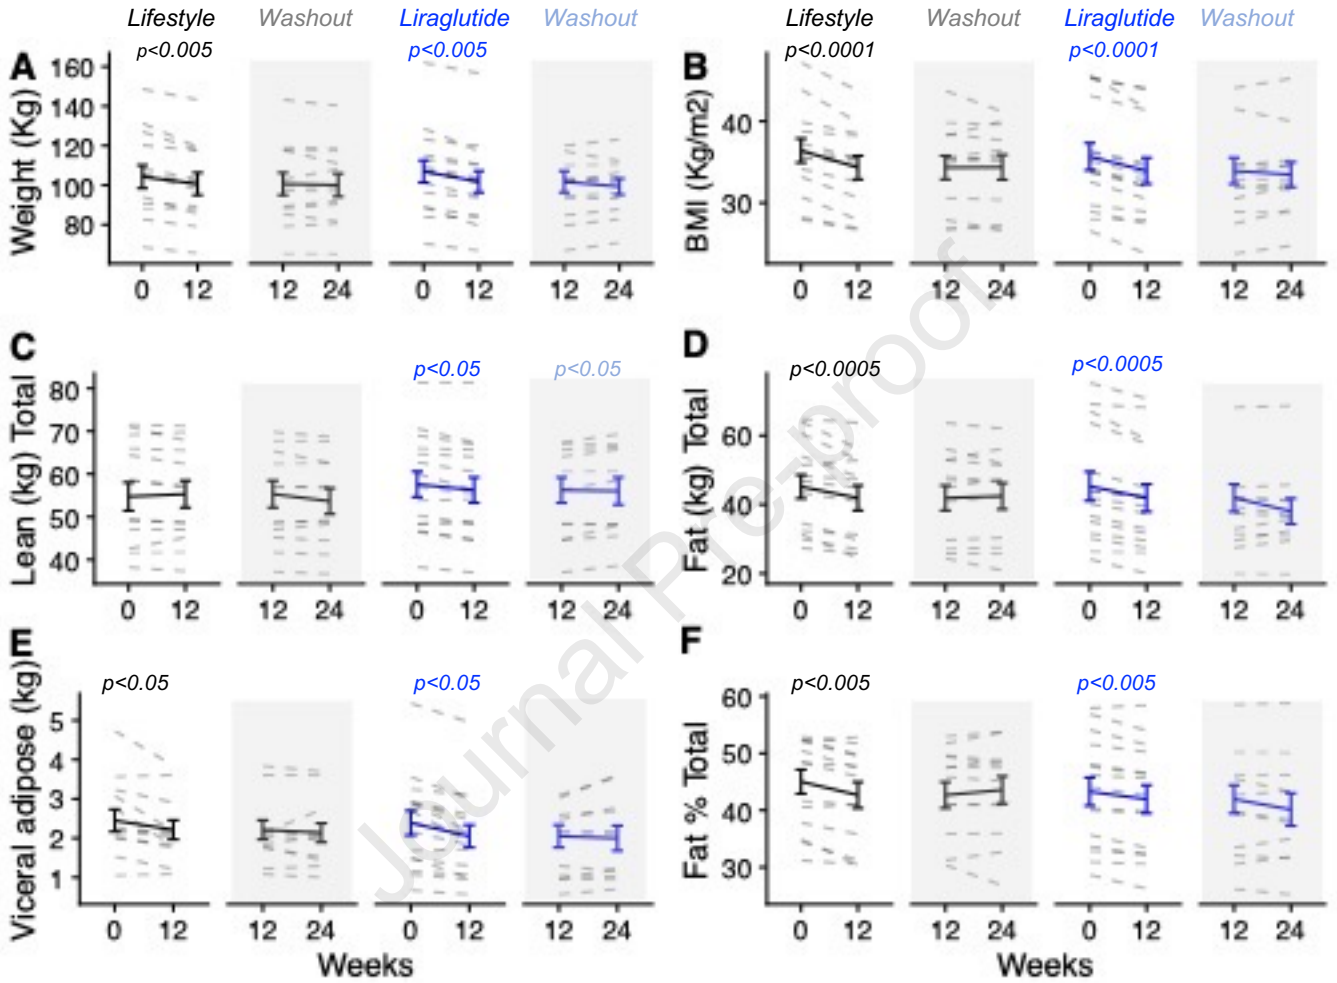 Lifestyle Washout Liraglutide Washout Lifestyle Washout Liraglutide Washout
p<0.005 p<0.005 p<0.0001 p<0.0001
A
Weight (Kg)
160
140
120
100
80
0 12 12 24 0 12 12 24
B
BMI (Kg/m2)
40
30
0 12 12 24 0 12 12 24
C
p<0.05 p<0.05
Lean (kg) Total
80
70
60
50
40
0 12 12 24 0 12 12 24
D
p<0.0005 p<0.0005
Fat (kg) Total
60
40
20
0 12 12 24 0 12 12 24
E
p<0.05 p<0.05
Viceral adipose (kg)
5
4
3
2
1
0 12 12 24 0 12 12 24
Weeks
F
p<0.005 p<0.005
Fat % Total
60
50
40
30
0 12 12 24 0 12 12 24
Weeks
Journal Pre-proof